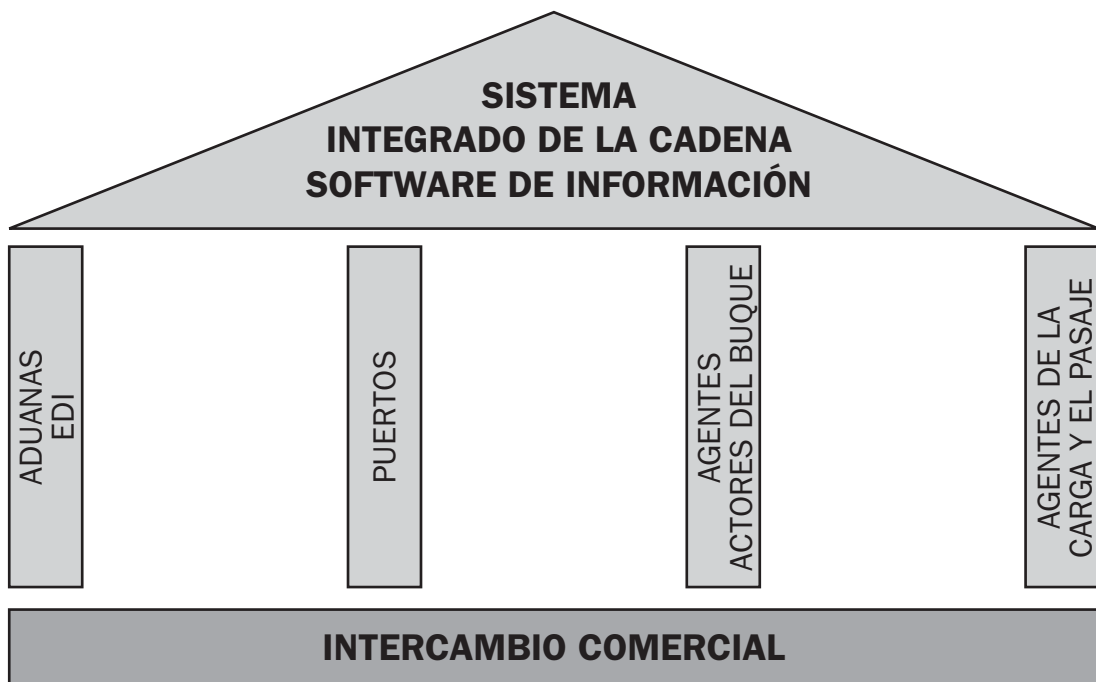 SISTEMA
INTEGRADO DE LA CADENA
SOFTWARE DE INFORMACIÓN
ADUANAS
EDI
PUERTOS
AGENTES
ACTORES DEL BUQUE
AGENTES DE LA
CARGA Y EL PASAJE
INTERCAMBIO COMERCIAL